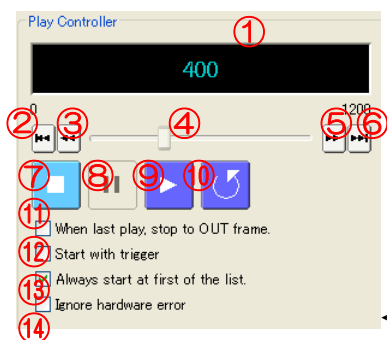 Play Controller
①
400
0 1200
② ③ ④ ⑤ ⑥
⑦ ⑧ ⑨ ⑩
⑪
When last play, stop to OUT frame.
⑫ Start with trigger
Always start at first of the list.
⑬
Ignore hardware error
⑭